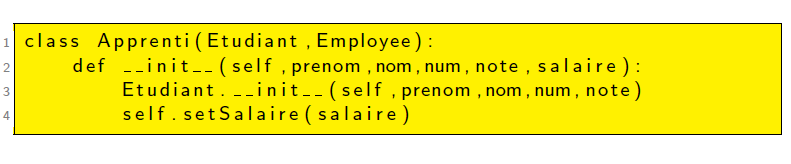 1 class Apprenti(Etudiant,Employee):
2 def __init__(self,prenom,nom,num,note,salaire):
3 Etudiant.__init__(self,prenom,nom,num,note)
4 self.setSalaire(salaire)